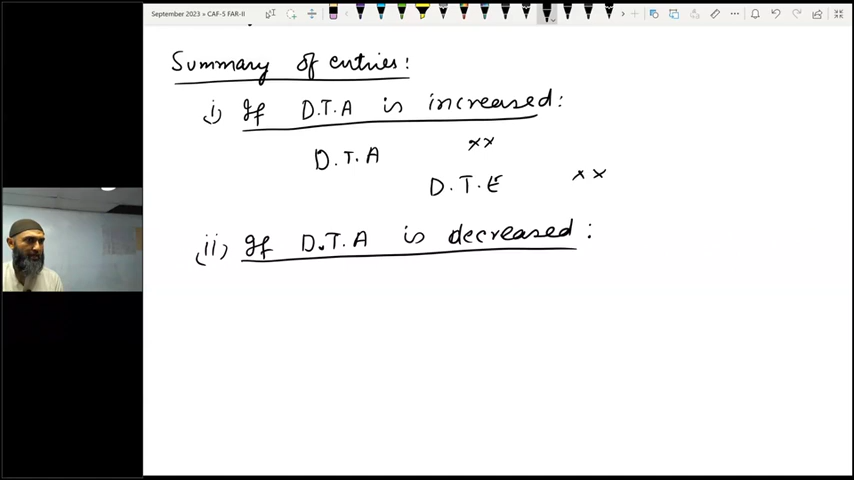 September 2023 » CAF-5 FAR-II
Summary of entries:
i) If D.T.A is increased:
D.T.A xx
D.T.E xx
ii) If D.T.A is decreased: